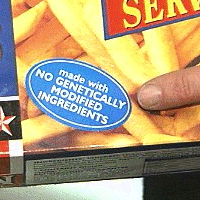 SERV
made with
NO GENETICALLY
MODIFIED
INGREDIENTS